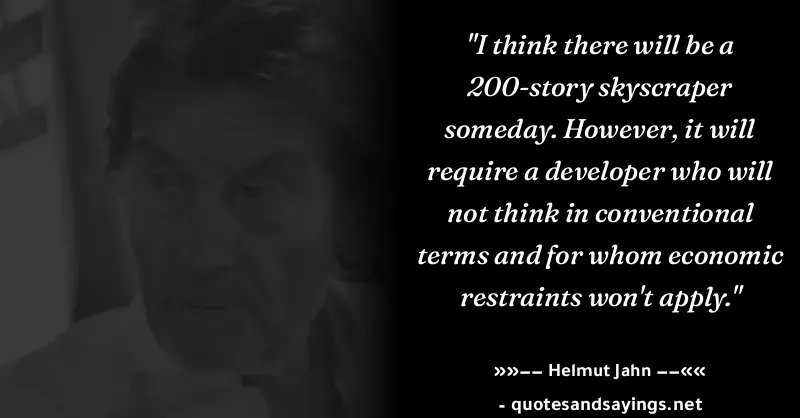 "I think there will be a
200-story skyscraper
someday. However, it will
require a developer who will
not think in conventional
terms and for whom economic
restraints won't apply."
»»−− Helmut Jahn −−««
- quotesandsayings.net